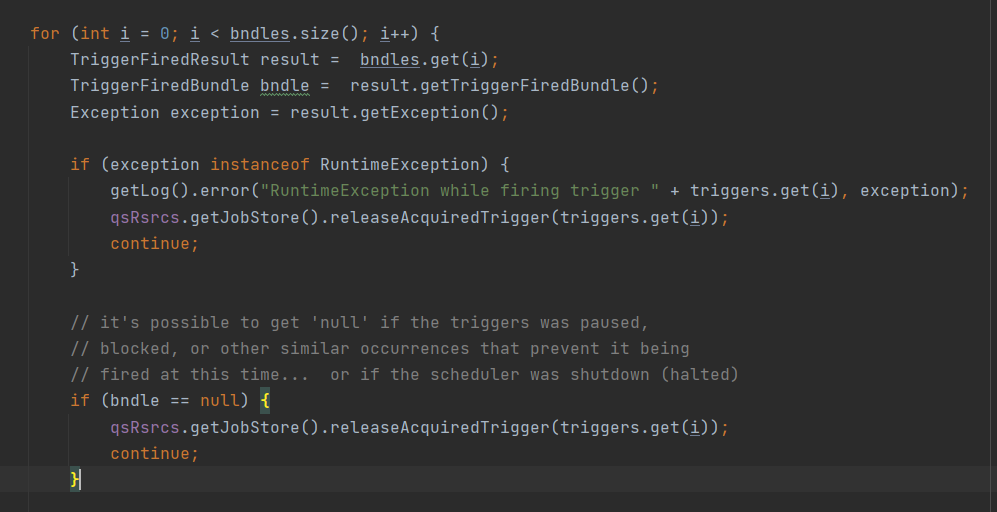 for (int i = 0; i < bndles.size(); i++) {
    TriggerFiredResult result =  bndles.get(i);
    TriggerFiredBundle bndle =  result.getTriggerFiredBundle();
    Exception exception = result.getException();

    if (exception instanceof RuntimeException) {
        getLog().error("RuntimeException while firing trigger " + triggers.get(i), exception);
        qsRsrcs.getJobStore().releaseAcquiredTrigger(triggers.get(i));
        continue;
    }

    // it's possible to get 'null' if the triggers was paused,
    // blocked, or other similar occurrences that prevent it being
    // fired at this time...  or if the scheduler was shutdown (halted)
    if (bndle == null) {
        qsRsrcs.getJobStore().releaseAcquiredTrigger(triggers.get(i));
        continue;
    }